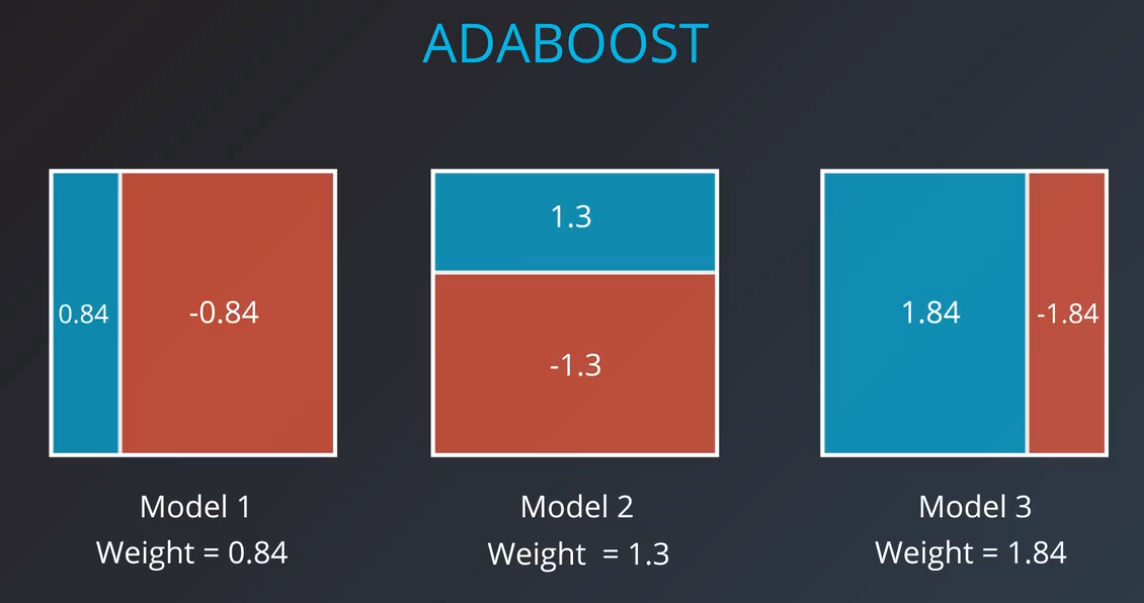 ADABOOST
0.84
-0.84
1.3
-1.3
1.84
-1.84
Model 1
Weight = 0.84
Model 2
Weight = 1.3
Model 3
Weight = 1.84